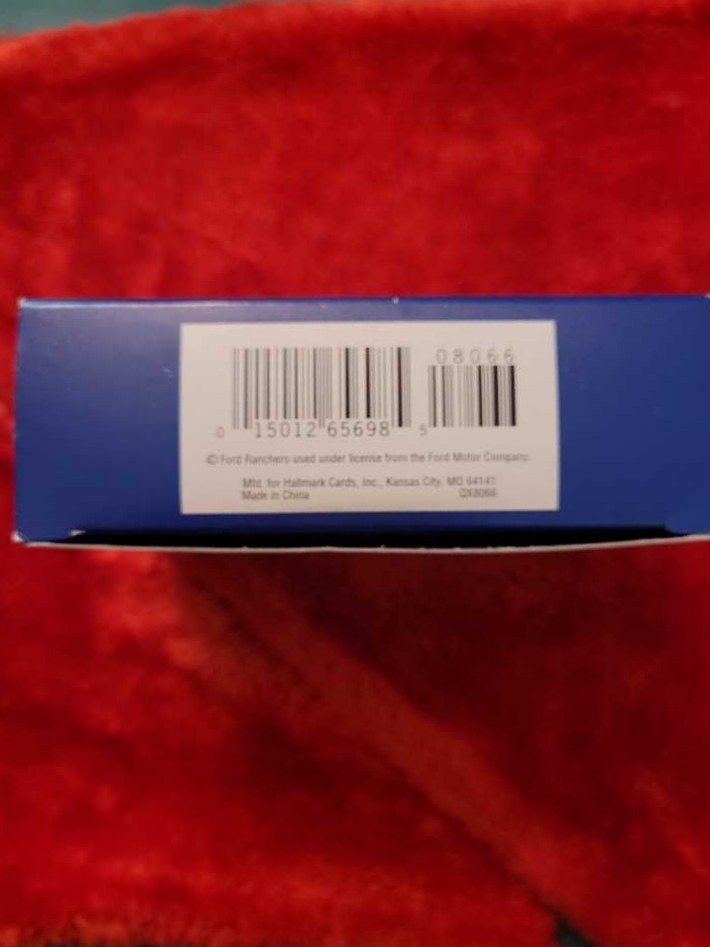 08066
0 15012 65698 5
© Ford Ranchero used under license from the Ford Motor Company.
Mfd. for Hallmark Cards, Inc., Kansas City, MO 64141
Made in China QX8066